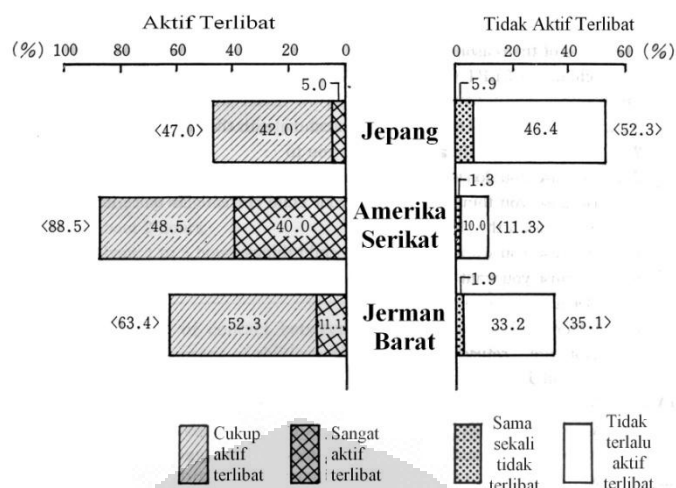 Aktif Terlibat
Tidak Aktif Terlibat
(%) 100 80 60 40 20 0
0 20 40 60 (%)
5.0
5.9
<47.0> 42.0 Jepang 46.4 <52.3>
1.3
<88.5> 48.5 40.0 Amerika Serikat 10.0 <11.3>
1.9
<63.4> 52.3 11.1 Jerman Barat 33.2 <35.1>
Cukup
aktif
terlibat
Sangat
aktif
terlibat
Sama
sekali
tidak
terlibat
Tidak
terlalu
aktif
terlibat